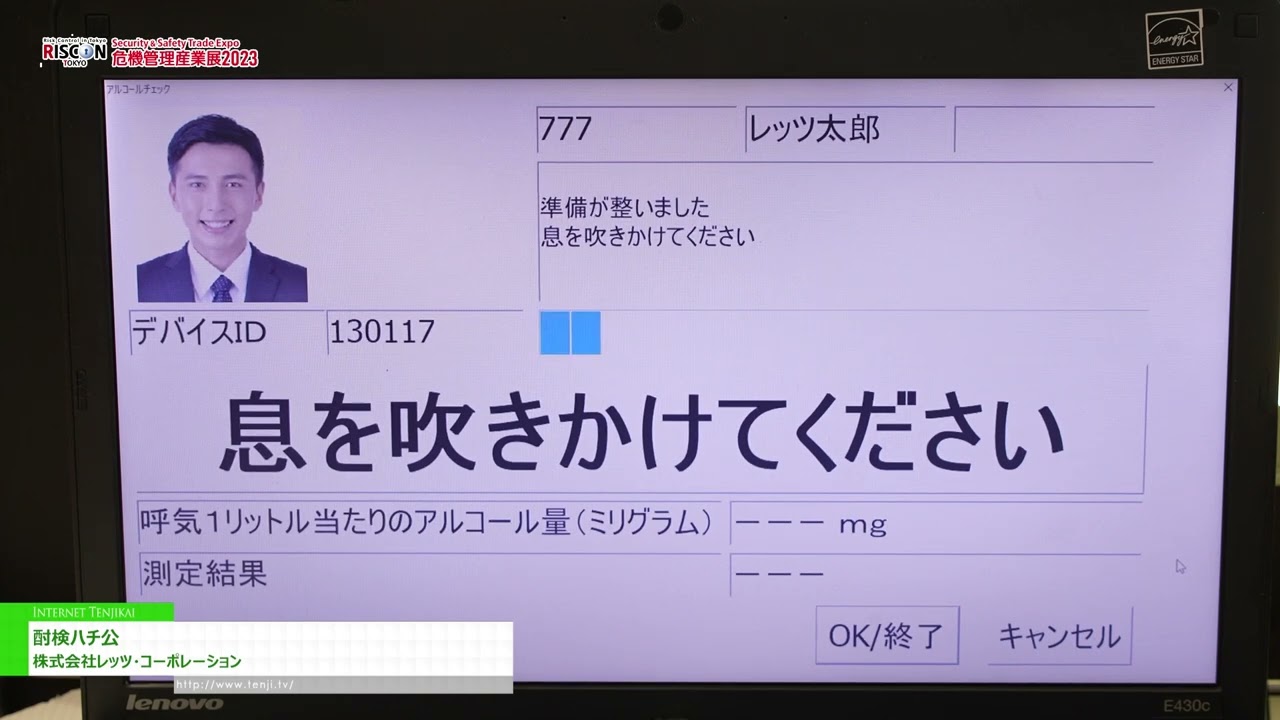 Risk Control in Tokyo
RISCON
TOKYO
Security & Safety Trade Expo
危機管理産業展2023
energy
ENERGY STAR
アルコールチェック
777
レッツ太郎
準備が整いました
息を吹きかけてください
デバイスID
130117
息を吹きかけてください
呼気1リットル当たりのアルコール量(ミリグラム)
－－－ mg
測定結果
－－－
OK/終了
キャンセル
INTERNET TENJIKAI
酎検ハチ公
株式会社レッツ・コーポレーション
http://www.tenji.tv/
lenovo
E430c